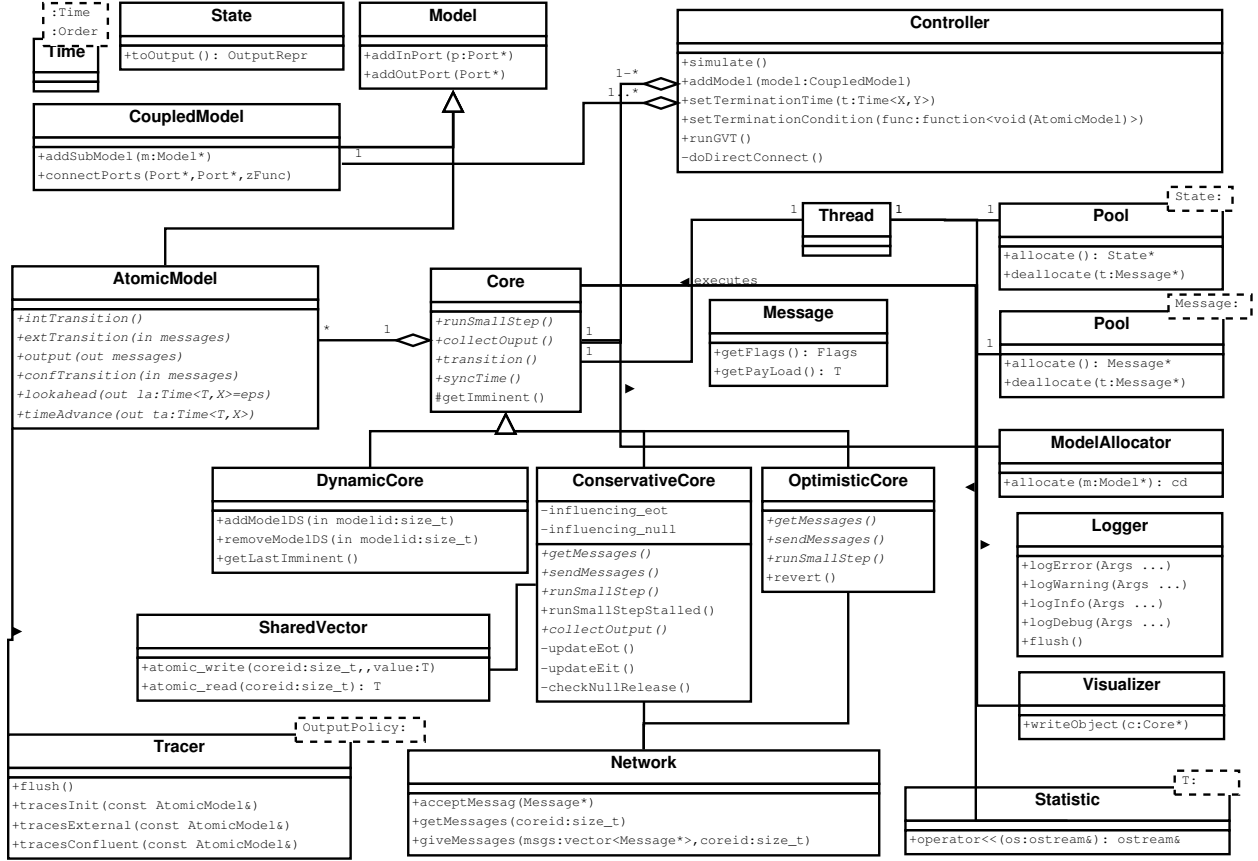 :Time
:Order
Time
State
+toOutput(): OutputRepr
Model
+addInPort(p:Port*)
+addOutPort(Port*)
Controller
+simulate()
+addModel(model:CoupledModel)
+setTerminationTime(t:Time<X,Y>)
+setTerminationCondition(func:function<void(AtomicModel)>)
+runGVT()
-doDirectConnect()
1-*
1..*
CoupledModel
+addSubModel(m:Model*)
+connectPorts(Port*,Port*,zFunc)
1
1
Thread
1
1
State:
Pool
+allocate(): State*
+deallocate(t:Message*)
AtomicModel
+intTransition()
+extTransition(in messages)
+output(out messages)
+confTransition(in messages)
+lookahead(out la:Time<T,X>=eps)
+timeAdvance(out ta:Time<T,X>)
*
1
Core
+runSmallStep()
+collectOuput()
+transition()
+syncTime()
#getImminent()
1
1
executes
Message
+getFlags(): Flags
+getPayLoad(): T
Message:
1
Pool
+allocate(): Message*
+deallocate(t:Message*)
ModelAllocator
+allocate(m:Model*): cd
DynamicCore
+addModelDS(in modelid:size_t)
+removeModelDS(in modelid:size_t)
+getLastImminent()
ConservativeCore
-influencing_eot
-influencing_null
+getMessages()
+sendMessages()
+runSmallStep()
+runSmallStepStalled()
+collectOutput()
-updateEot()
-updateEit()
-checkNullRelease()
OptimisticCore
+getMessages()
+sendMessages()
+runSmallStep()
+revert()
Logger
+logError(Args ...)
+logWarning(Args ...)
+logInfo(Args ...)
+logDebug(Args ...)
+flush()
SharedVector
+atomic_write(coreid:size_t,,value:T)
+atomic_read(coreid:size_t): T
Visualizer
+writeObject(c:Core*)
OutputPolicy:
Tracer
+flush()
+tracesInit(const AtomicModel&)
+tracesExternal(const AtomicModel&)
+tracesConfluent(const AtomicModel&)
Network
+acceptMessag(Message*)
+getMessages(coreid:size_t)
+giveMessages(msgs:vector<Message*>,coreid:size_t)
T:
Statistic
+operator<<(os:ostream&): ostream&